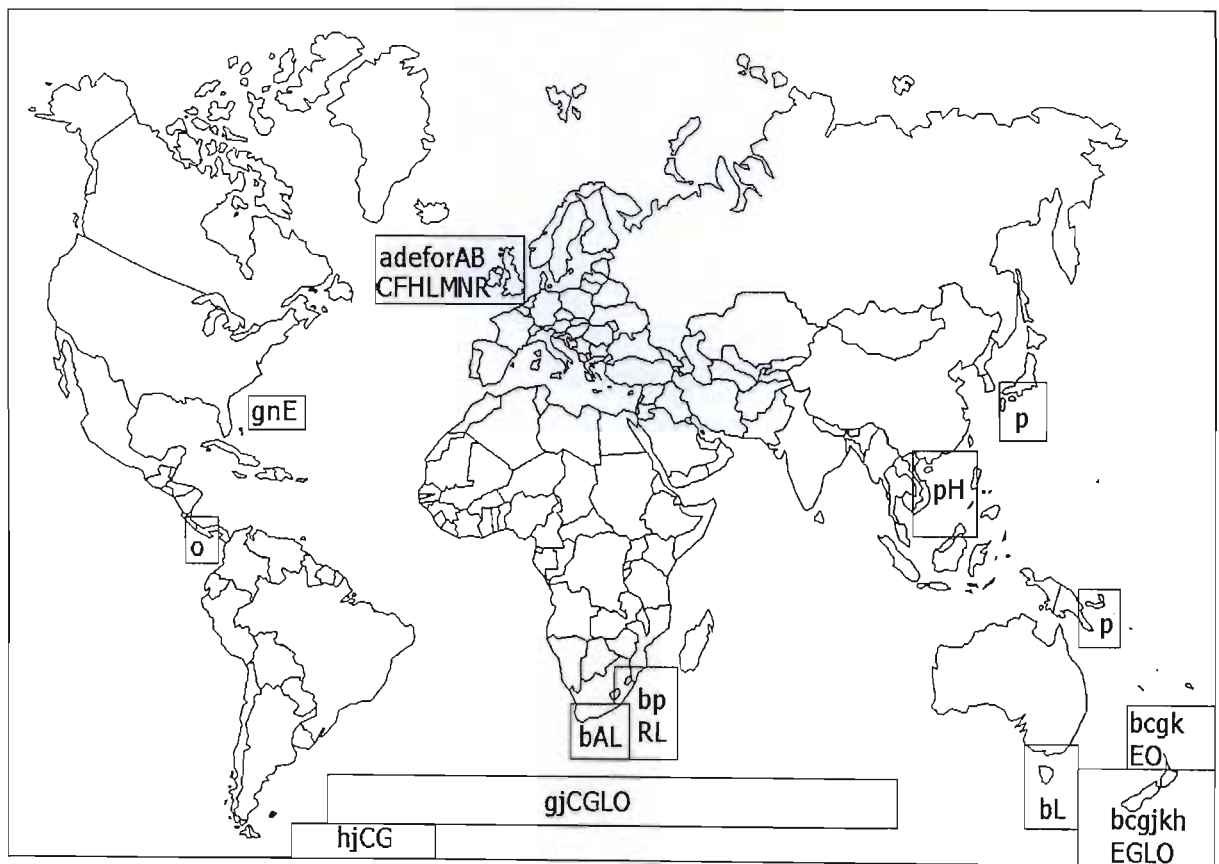 adeforAB
CFHLMNR
gnE
p
pH
o
p
bp
RL
bAL
bcgk
EO
gjCGLO
bL
bcgjkh
EGLO
hjCG